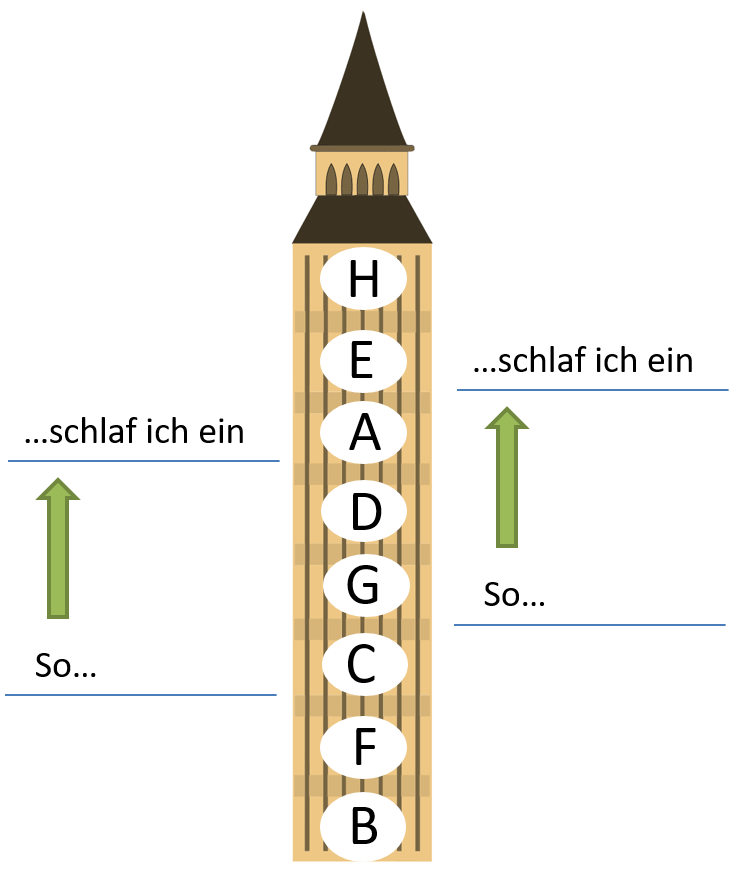 H
E
...schlaf ich ein
...schlaf ich ein
A
D
G
So...
C
So...
F
B